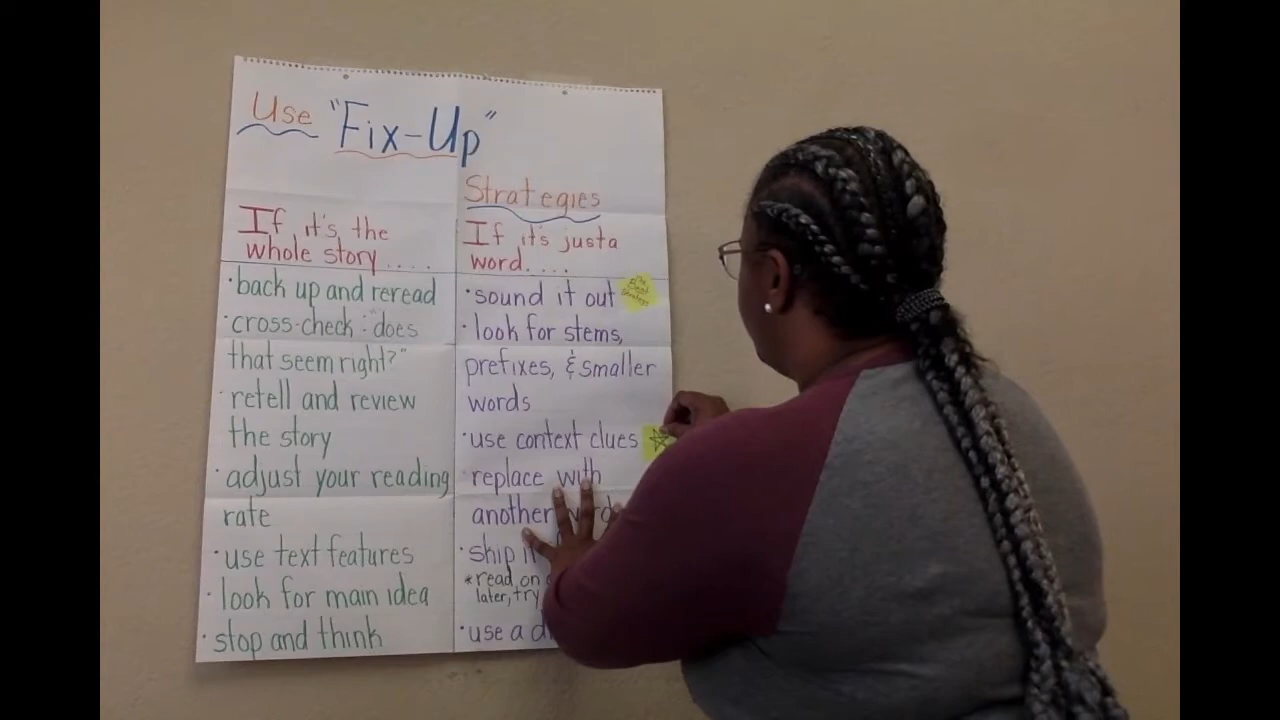 Use "Fix-Up"
Strategies
If it's the
whole story....
· back up and reread
· cross-check: "does
that seem right?"
· retell and review
the story
· adjust your reading
rate
· use text features
· look for main idea
· stop and think
If it's just a
word....
· sound it out
The Best
· look for stems,
prefixes, & smaller
words
· use context clues
· replace with
another
· ship it
* read on
later, try
· use a